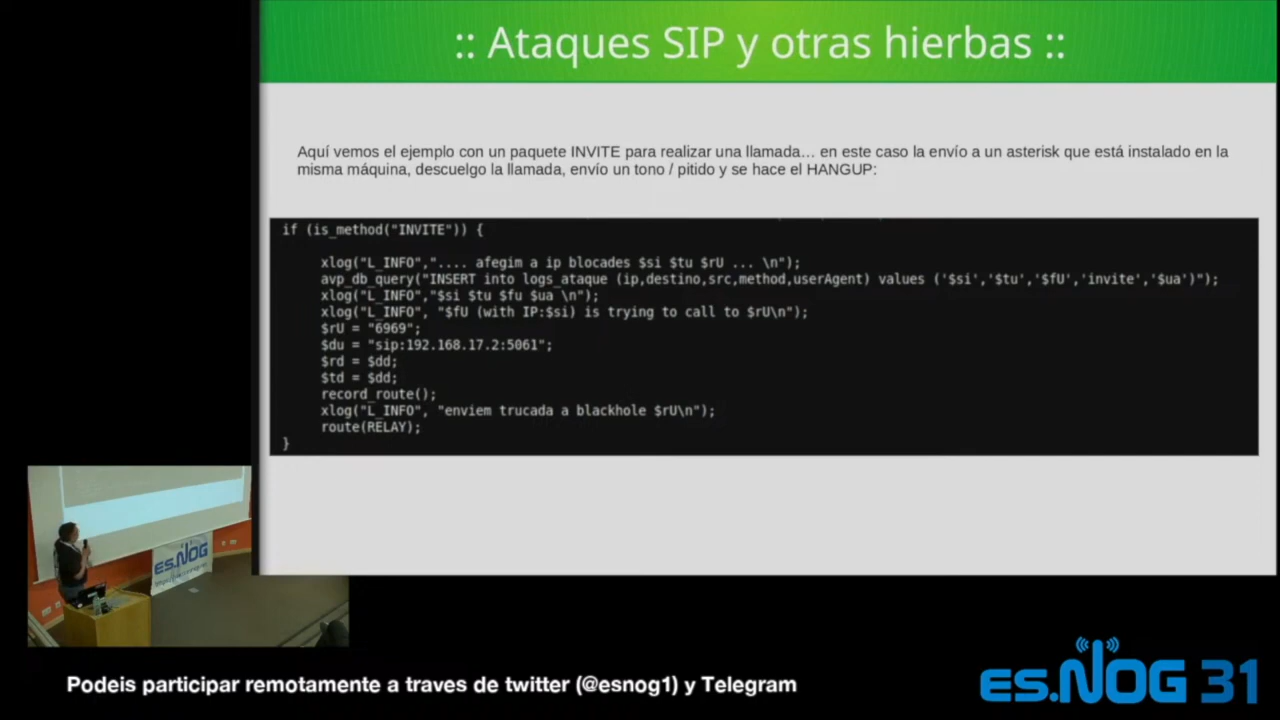 :: Ataques SIP y otras hierbas ::
Aquí vemos el ejemplo con un paquete INVITE para realizar una llamada… en este caso la envío a un asterisk que está instalado en la
misma máquina, descuelgo la llamada, envío un tono / pitido y se hace el HANGUP:
if (is_method("INVITE")) {
xlog("L_INFO",".... afegim a ip blocades $si $tu $rU ... \n");
avp_db_query("INSERT into logs_ataque (ip,destino,src,method,userAgent) values ('$si','$tu','$fU','invite','$ua')");
xlog("L_INFO","$si $tu $fu $ua \n");
xlog("L_INFO", "$fU (with IP:$si) is trying to call to $rU\n");
$rU = "6969";
$du = "sip:192.168.17.2:5061";
$rd = $dd;
$td = $dd;
record_route();
xlog("L_INFO", "enviem trucada a blackhole $rU\n");
route(RELAY);
}
ES.NOG
Podeis participar remotamente a traves de twitter (@esnog1) y Telegram
es.NOG 31